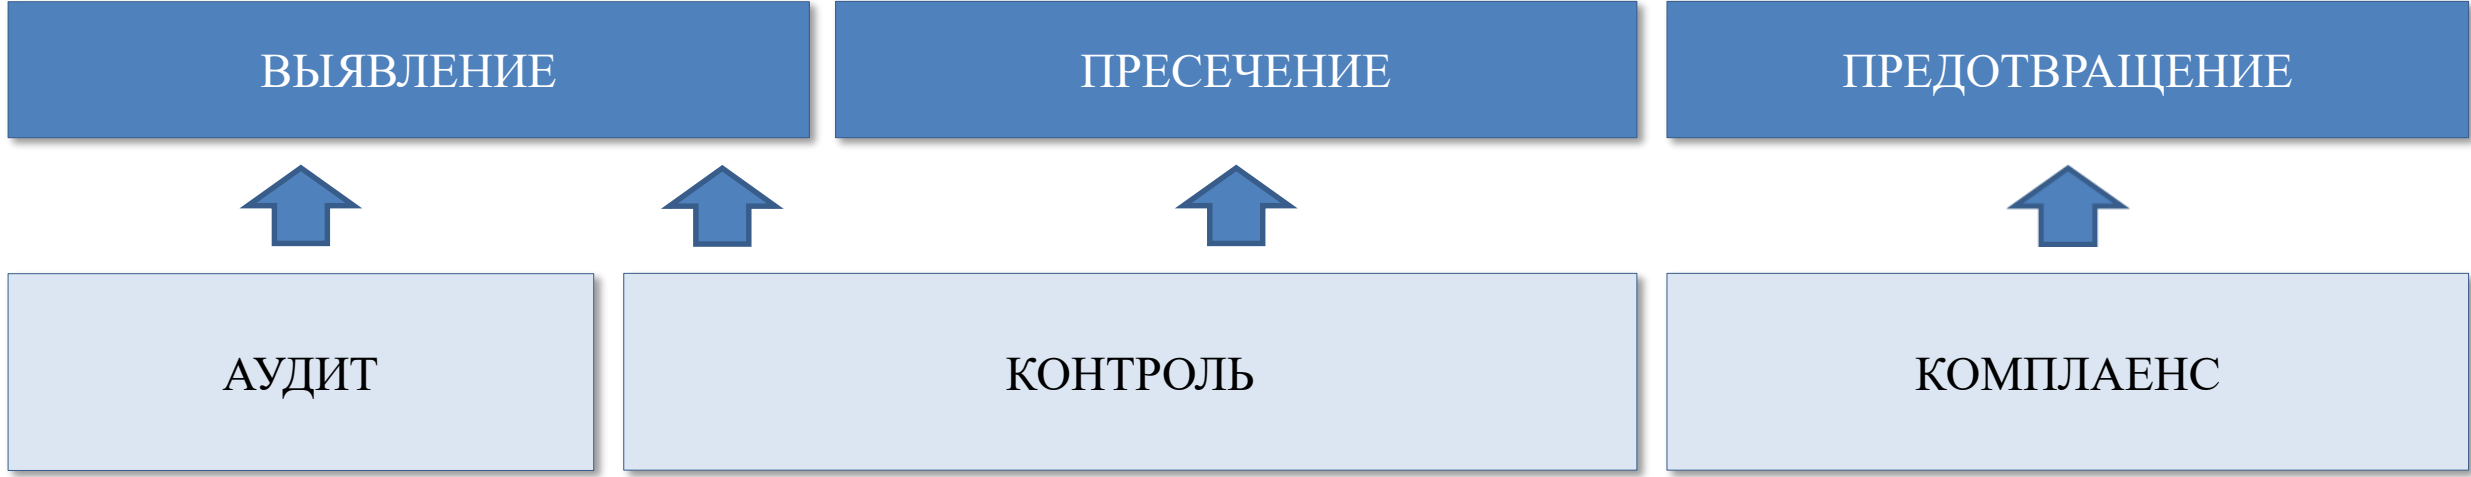 ВЫЯВЛЕНИЕ
ПРЕСЕЧЕНИЕ
ПРЕДОТВРАЩЕНИЕ
АУДИТ
КОНТРОЛЬ
КОМПЛАЕНС